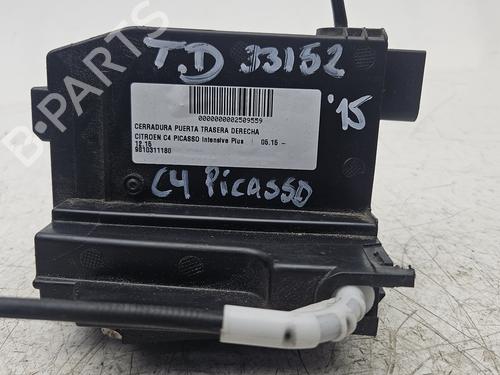 T.D 33152
'15
0000000002509559
CERRADURA PUERTA TRASERA DERECHA
CITROEN C4 PICASSO Intensive Plus | 05.15 -
12.15
9810311180
C4 PICASSO
B-PARTS